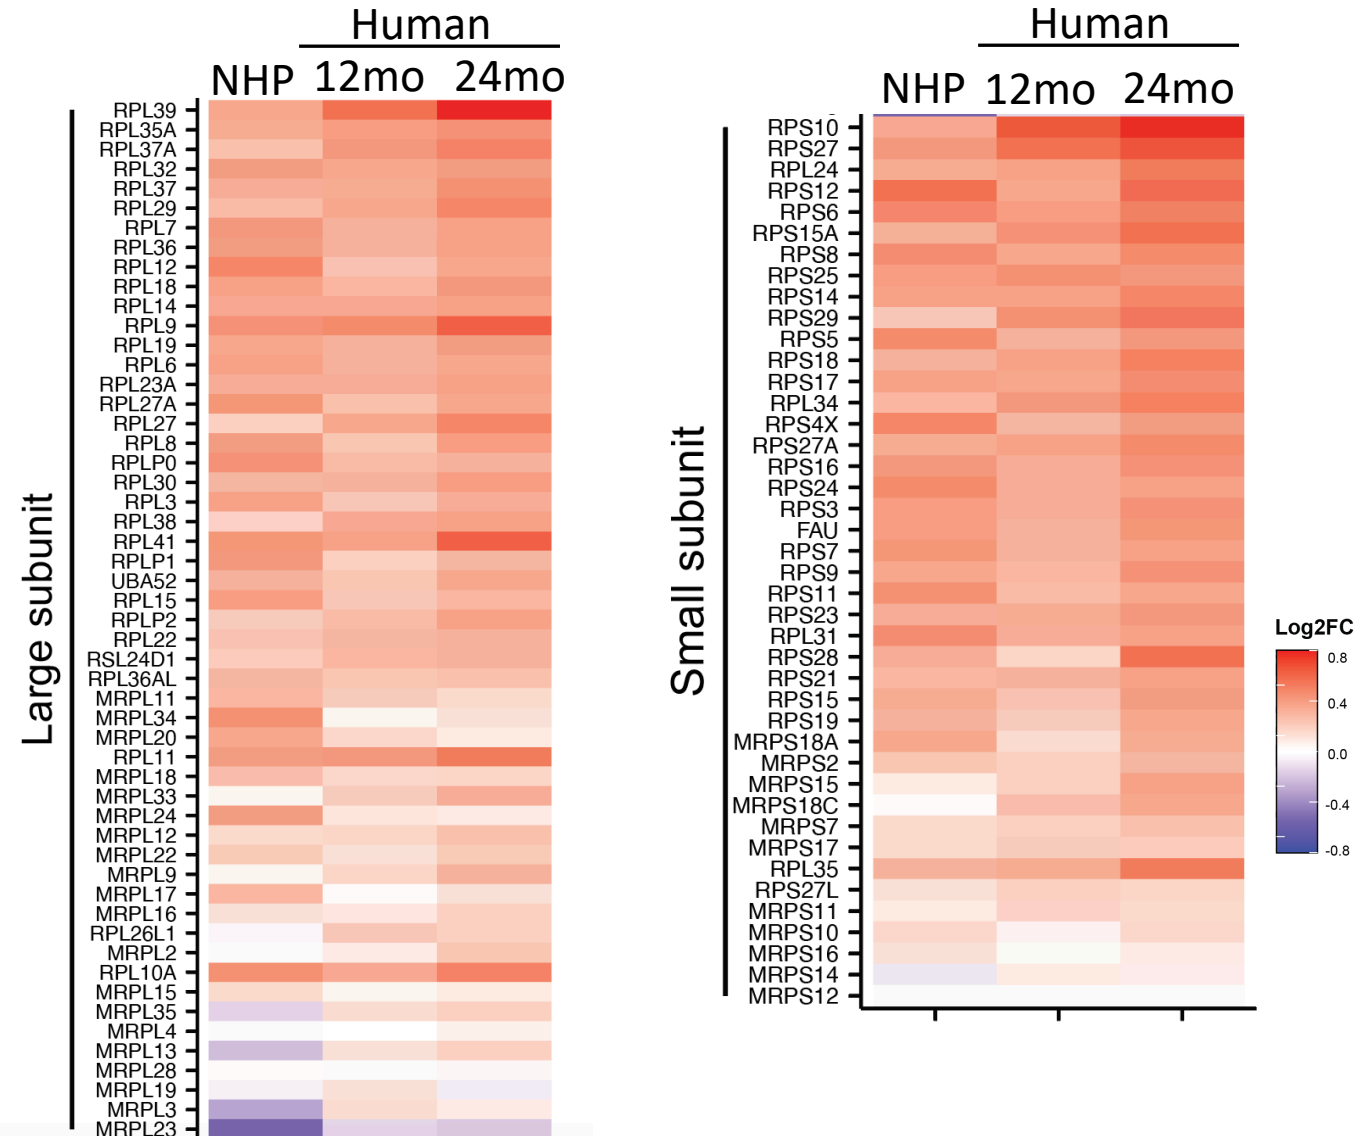 Human
NHP 12mo 24mo
Large subunit
RPL39
RPL35A
RPL37A
RPL32
RPL37
RPL29
RPL7
RPL36
RPL12
RPL18
RPL14
RPL9
RPL19
RPL6
RPL23A
RPL27A
RPL27
RPL8
RPLP0
RPL30
RPL3
RPL38
RPL41
RPLP1
UBA52
RPL15
RPLP2
RPL22
RSL24D1
RPL36AL
MRPL11
MRPL34
MRPL20
RPL11
MRPL18
MRPL33
MRPL24
MRPL12
MRPL22
MRPL9
MRPL17
MRPL16
RPL26L1
MRPL2
RPL10A
MRPL15
MRPL35
MRPL4
MRPL13
MRPL28
MRPL19
MRPL3
MRPL23
Human
NHP 12mo 24mo
Small subunit
RPS10
RPS27
RPL24
RPS12
RPS6
RPS15A
RPS8
RPS25
RPS14
RPS29
RPS5
RPS18
RPS17
RPL34
RPS4X
RPS27A
RPS16
RPS24
RPS3
FAU
RPS7
RPS9
RPS11
RPS23
RPL31
RPS28
RPS21
RPS15
RPS19
MRPS18A
MRPS2
MRPS15
MRPS18C
MRPS7
MRPS17
RPL35
RPS27L
MRPS11
MRPS10
MRPS16
MRPS14
MRPS12
Log2FC
0.8
0.4
0.0
-0.4
-0.8